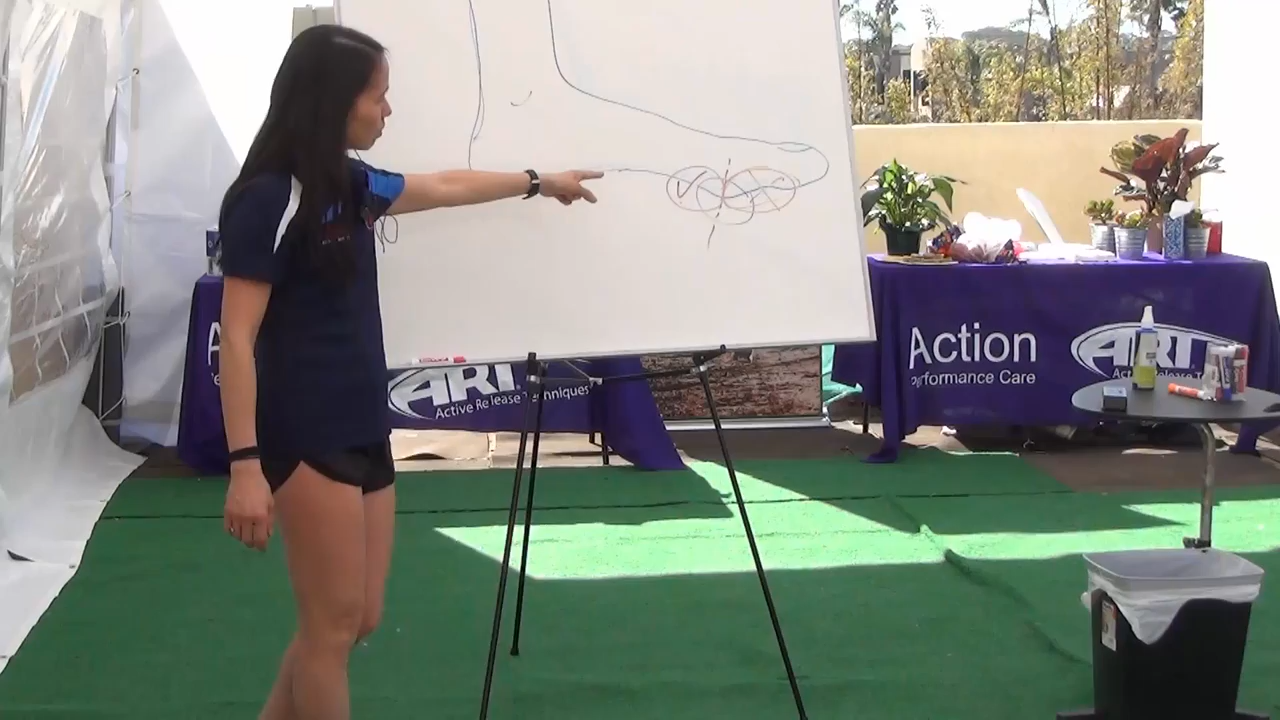 ART
Active Release Techniques
Action
Performance Care
ART
Active Release T